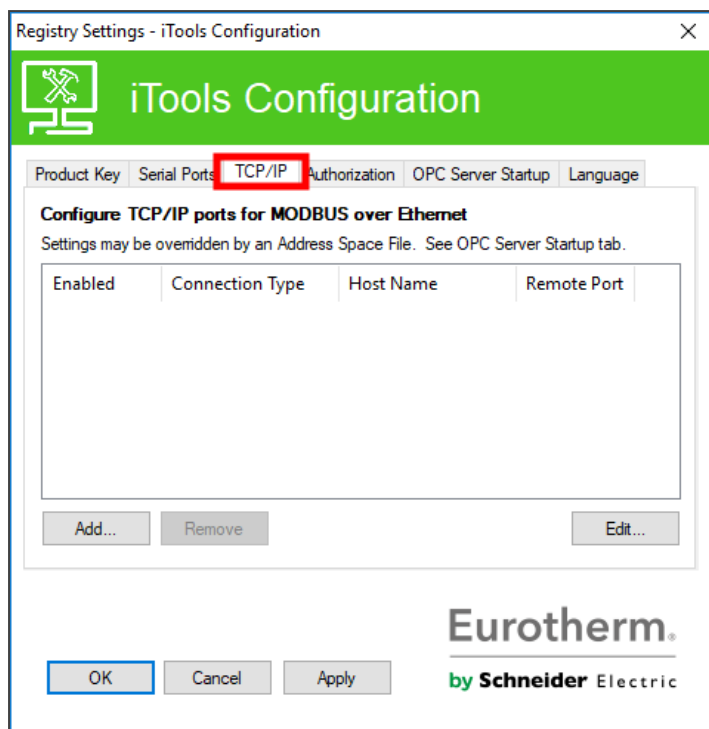 Registry Settings - iTools Configuration
iTools Configuration
Product Key Serial Ports TCP/IP Authorization OPC Server Startup Language
Configure TCP/IP ports for MODBUS over Ethernet
Settings may be overridden by an Address Space File. See OPC Server Startup tab.
Enabled Connection Type Host Name Remote Port
Add... Remove Edit...
Eurotherm®
OK Cancel Apply by Schneider Electric